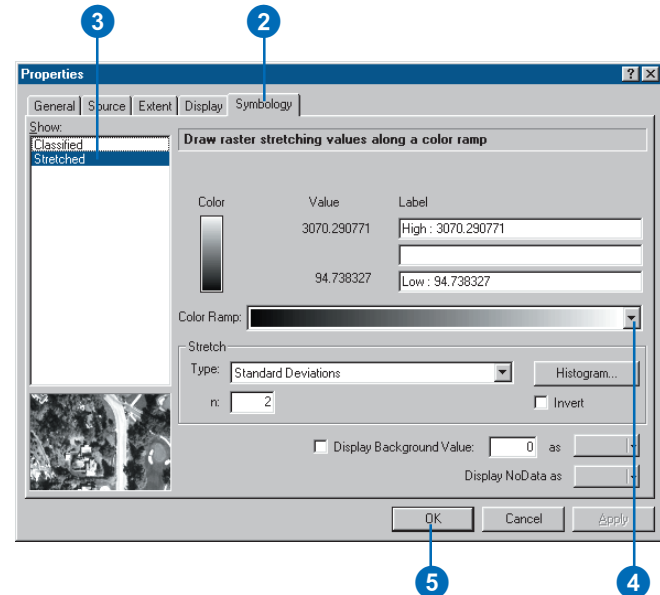 3 2
Properties ? X
General Source Extent Display Symbology
Show:
Classified
Stretched
Draw raster stretching values along a color ramp
Color Value Label
3070.290771 High : 3070.290771
94.738327 Low : 94.738327
Color Ramp:
Stretch
Type: Standard Deviations Histogram...
n: 2 Invert
Display Background Value: 0 as
Display NoData as
OK Cancel Apply
5 4